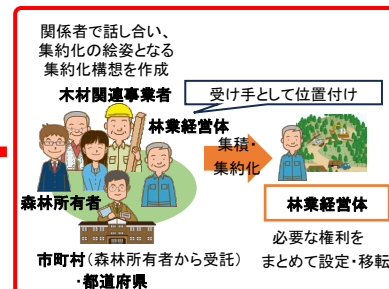 関係者で話し合い、
集約化の絵姿となる
集約化構想を作成
木材関連事業者
受け手として位置付け
林業経営体
集積・
集約化
森林所有者
林業経営体
市町村(森林所有者から受託)
・都道府県
必要な権利を
まとめて設定・移転